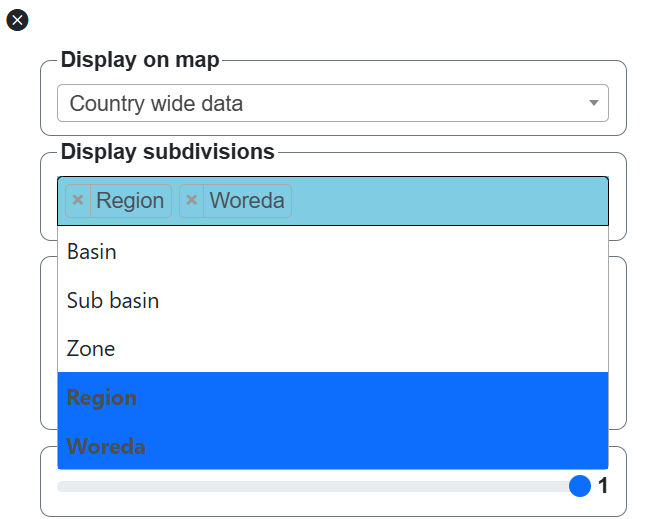 Display on map
Country wide data
Display subdivisions
× Region × Woreda
Basin
Sub basin
Zone
Region
Woreda
1